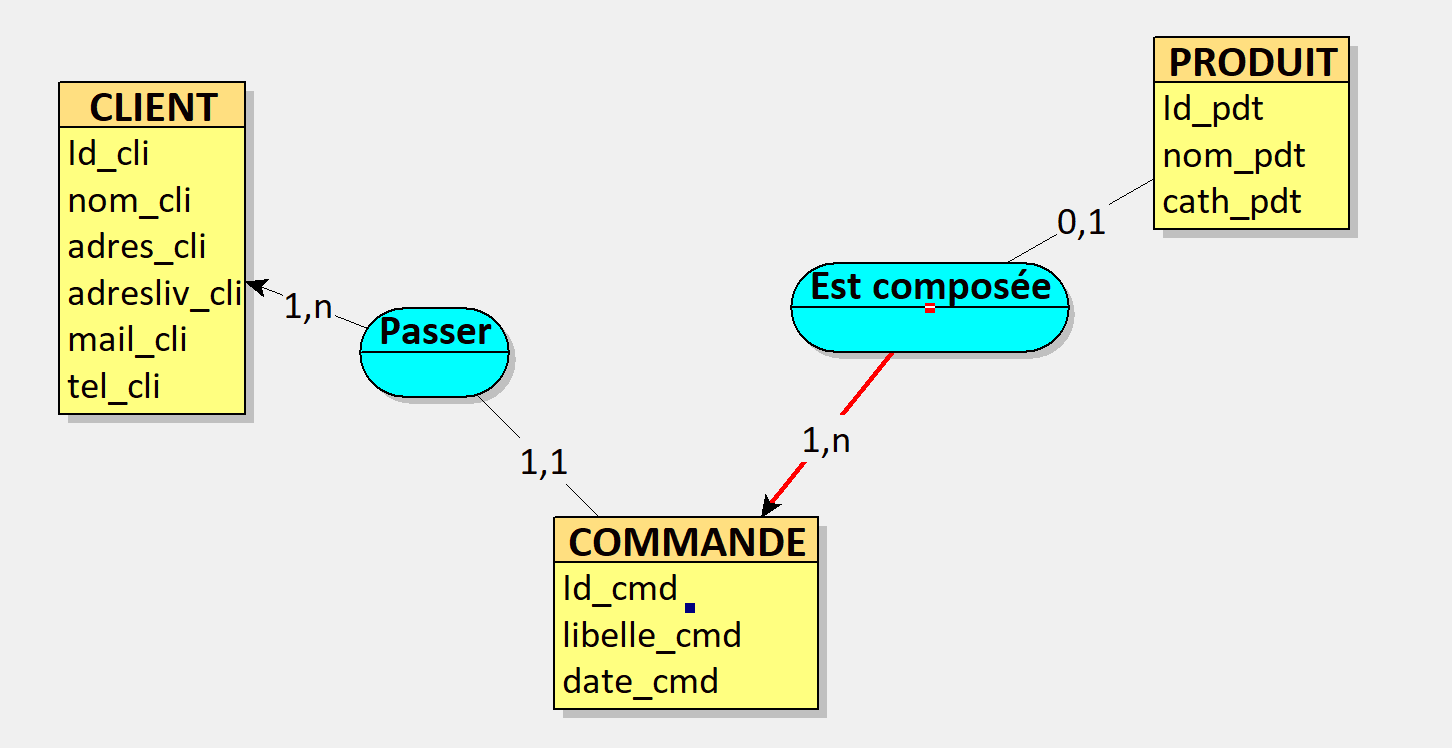 CLIENT
Id_cli
nom_cli
adres_cli
adresliv_cli
mail_cli
tel_cli
1,n
Passer
1,1
COMMANDE
Id_cmd
libelle_cmd
date_cmd
1,n
Est composée
0,1
PRODUIT
Id_pdt
nom_pdt
cath_pdt